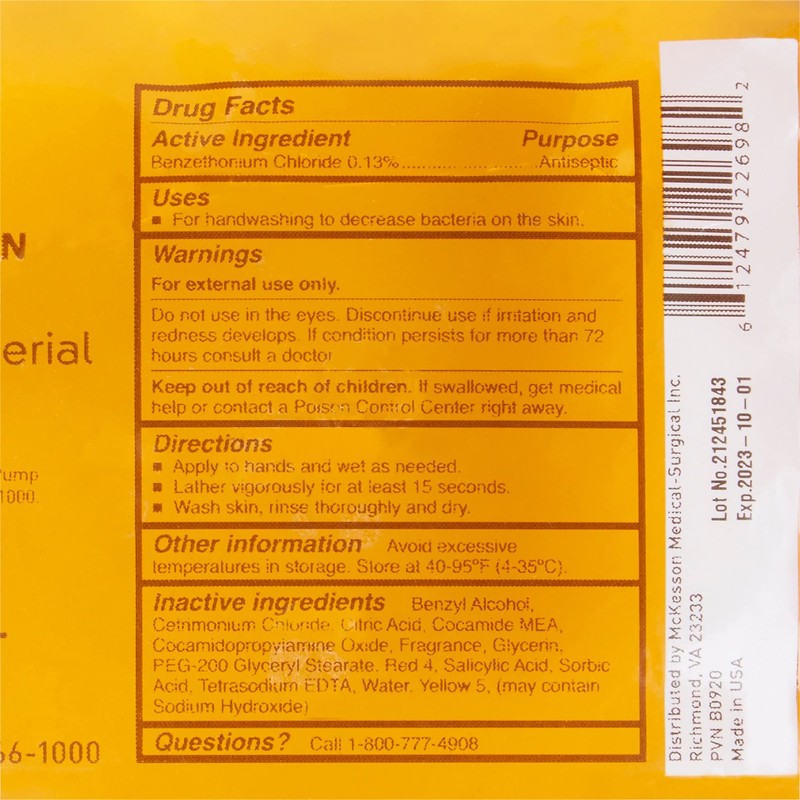 N
erial
ump
1000.
66-1000
Drug Facts
Active Ingredient Purpose
Benzethonium Chloride 0.13%..........................Antiseptic
Uses
▪ For handwashing to decrease bacteria on the skin.
Warnings
For external use only.
Do not use in the eyes. Discontinue use if irritation and
redness develops. If condition persists for more than 72
hours consult a doctor
Keep out of reach of children. If swallowed, get medical
help or contact a Poison Control Center right away.
Directions
▪ Apply to hands and wet as needed.
▪ Lather vigorously for at least 15 seconds.
▪ Wash skin, rinse thoroughly and dry.
Other information Avoid excessive
temperatures in storage. Store at 40-95°F (4-35°C).
Inactive ingredients Benzyl Alcohol,
Cetrimonium Chloride, Citric Acid, Cocamide MEA,
Cocamidopropylamine Oxide, Fragrance, Glycerin,
PEG-200 Glyceryl Stearate, Red 4, Salicylic Acid, Sorbic
Acid, Tetrasodium EDTA, Water, Yellow 5, (may contain
Sodium Hydroxide)
Questions? Call 1-800-777-4908
6 12479 22698 2
Distributed by McKesson Medical-Surgical Inc.
Richmond, VA 23233
PVN B0920
Made in USA
Lot No.212451843
Exp.2023-10-01